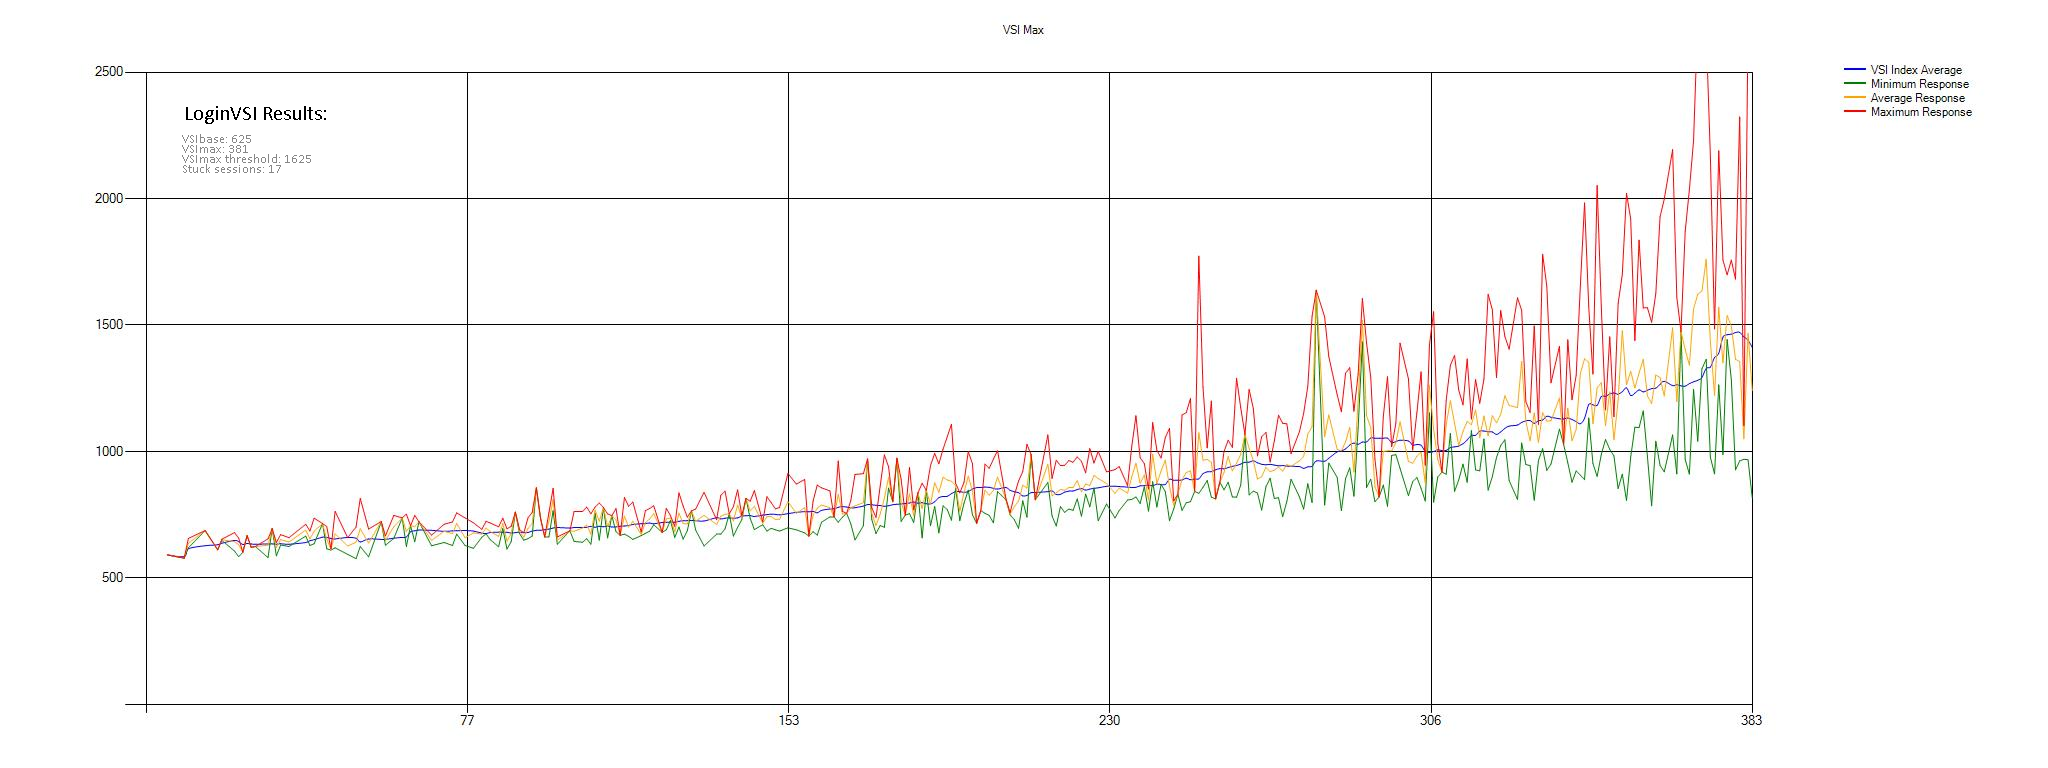 VSI Max
2500
2000
1500
1000
500
LoginVSI Results:
VSIbase: 625
VSImax: 381
VSImax threshold: 1625
Stuck sessions: 17
VSI Index Average
Minimum Response
Average Response
Maximum Response
77
153
230
306
383